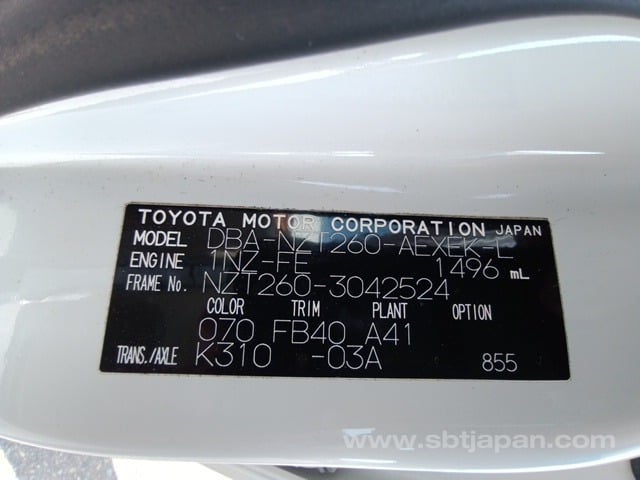 TOYOTA MOTOR CORPORATION JAPAN
MODEL DBA-NZT260-AEXEK-L
ENGINE 1NZ-FE 1496 mL
FRAME No. NZT260-3042524
COLOR TRIM PLANT OPTION
070 FB40 A41
TRANS./AXLE K310 -03A 855
www.sbtjapan.com